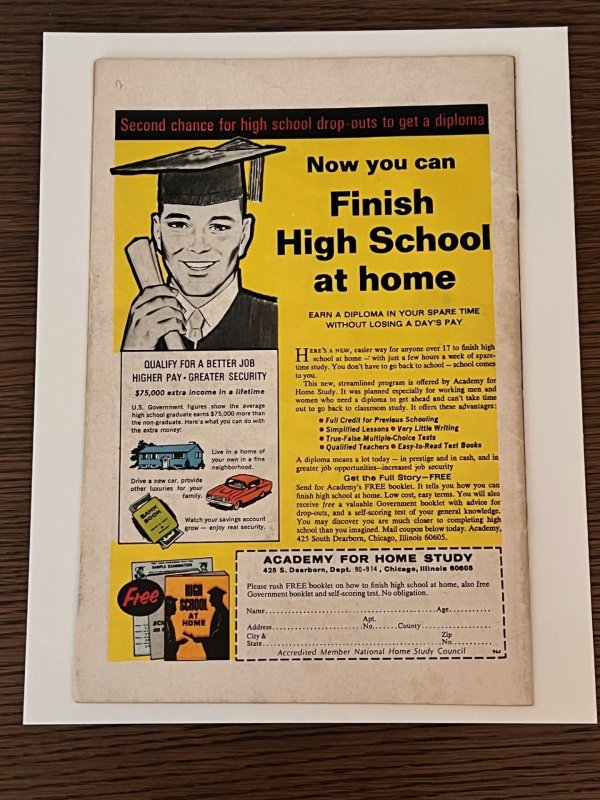 Second chance for high school drop-outs to get a diploma
Now you can
Finish
High School
at home
EARN A DIPLOMA IN YOUR SPARE TIME
WITHOUT LOSING A DAY'S PAY
QUALIFY FOR A BETTER JOB
HIGHER PAY - GREATER SECURITY
$75,000 extra income in a lifetime
U.S. Government figures show the average
high school graduate earns $75,000 more than
the non-graduate. Here's what you can do with
the extra money:
Live in a home of
your own in a fine
neighborhood.
Drive a new car, provide
other luxuries for your
family.
BANK
BOOK
Watch your savings account
grow — enjoy real security.
HERE'S A NEW, easier way for anyone over 17 to finish high
school at home — with just a few hours a week of spare-
time study. You don't have to go back to school — school comes
to you.
This new, streamlined program is offered by Academy for
Home Study. It was planned especially for working men and
women who need a diploma to get ahead and can't take time
out to go back to classroom study. It offers these advantages:
● Full Credit for Previous Schooling
● Simplified Lessons ● Very Little Writing
● True-False Multiple-Choice Tests
● Qualified Teachers ● Easy-to-Read Text Books
A diploma means a lot today — in prestige and in cash, and in
greater job opportunities—increased job security
Get the Full Story—FREE
Send for Academy's FREE booklet. It tells you how you can
finish high school at home. Low cost, easy terms. You will also
receive free a valuable Government booklet with advice for
drop-outs, and a self-scoring test of your general knowledge.
You may discover you are much closer to completing high
school than you imagined. Mail coupon below today. Academy,
425 South Dearborn, Chicago, Illinois 60605.
SAMPLE EXAMINATION
Free
HIGH
SCHOOL
AT
HOME
ACADEMY FOR HOME STUDY
425 S. Dearborn, Dept. 90-914, Chicago, Illinois 60605
Please rush FREE booklet on how to finish high school at home, also free
Government booklet and self-scoring test. No obligation.
Name Age
Apt.
Address No. County
City & Zip
State No.
Accredited Member National Home Study Council